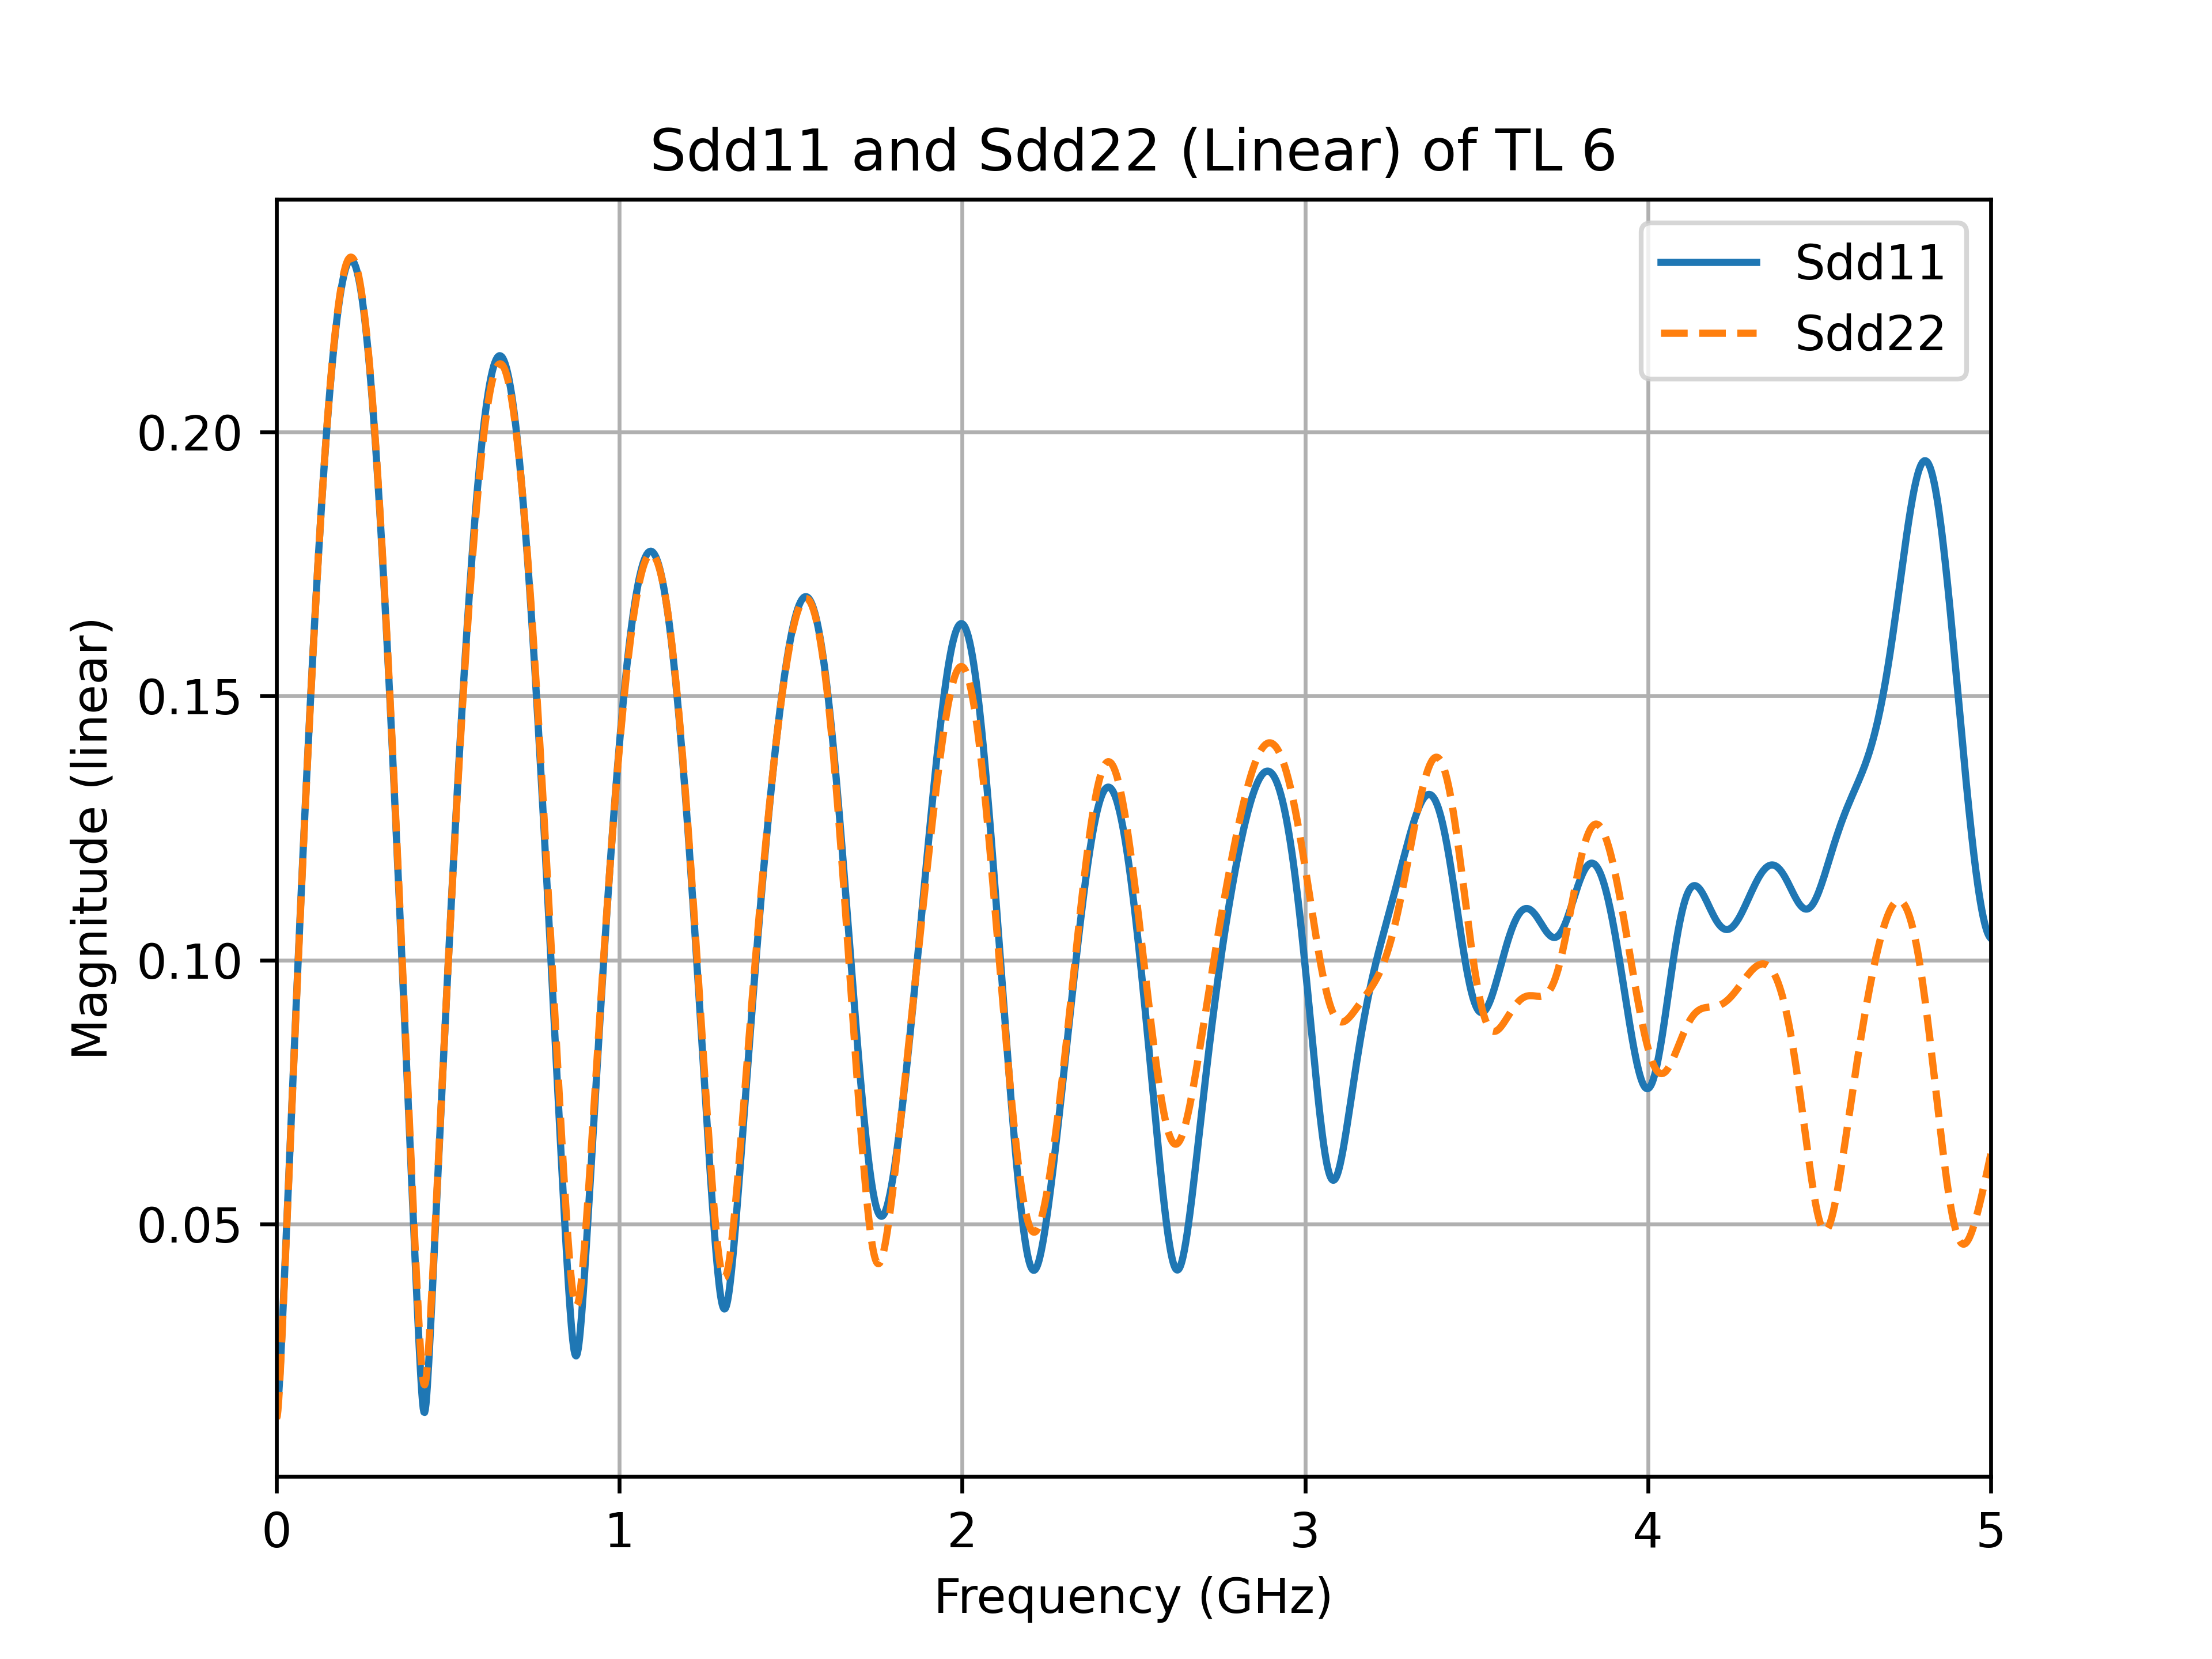 Sdd11 and Sdd22 (Linear) of TL 6
Sdd11
Sdd22
0.20
0.15
0.10
0.05
Magnitude (linear)
0 1 2 3 4 5
Frequency (GHz)